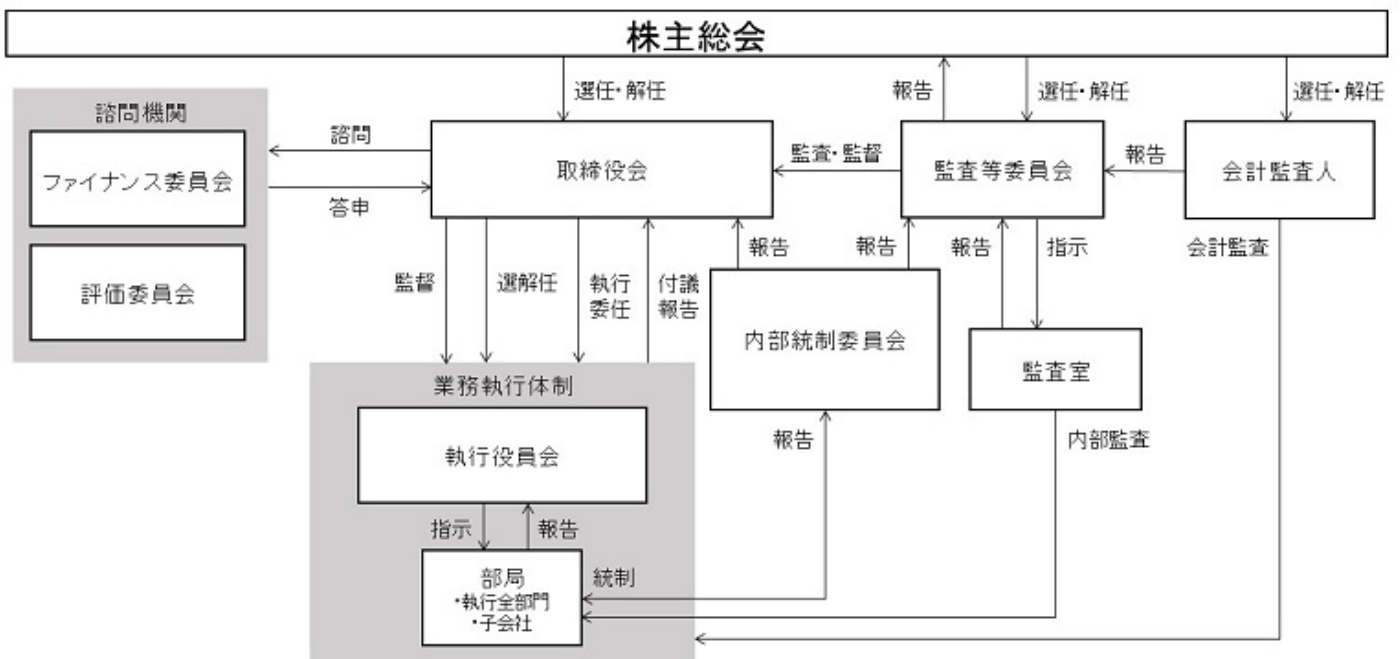 株主総会
選任・解任
報告
選任・解任
選任・解任
諮問機関
ファイナンス委員会
評価委員会
諮問
答申
取締役会
監査・監督
監査等委員会
報告
会計監査人
監督
選解任
執行
委任
付議
報告
報告
報告
報告
指示
会計監査
内部統制委員会
監査室
業務執行体制
執行役員会
報告
内部監査
指示
報告
部局
・執行全部門
・子会社
統制